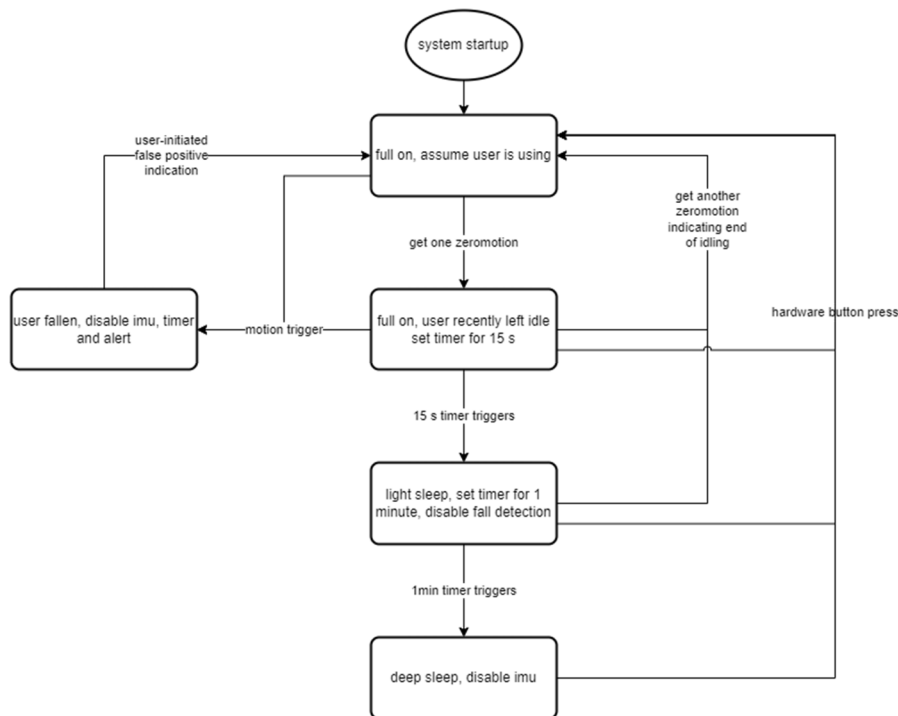 system startup
user-initiated
false positive
indication
full on, assume user is using
get another
zeromotion
indicating end
of idling
get one zeromotion
hardware button press
user fallen, disable imu, timer
and alert
motion trigger
full on, user recently left idle
set timer for 15 s
15 s timer triggers
light sleep, set timer for 1
minute, disable fall detection
1min timer triggers
deep sleep, disable imu